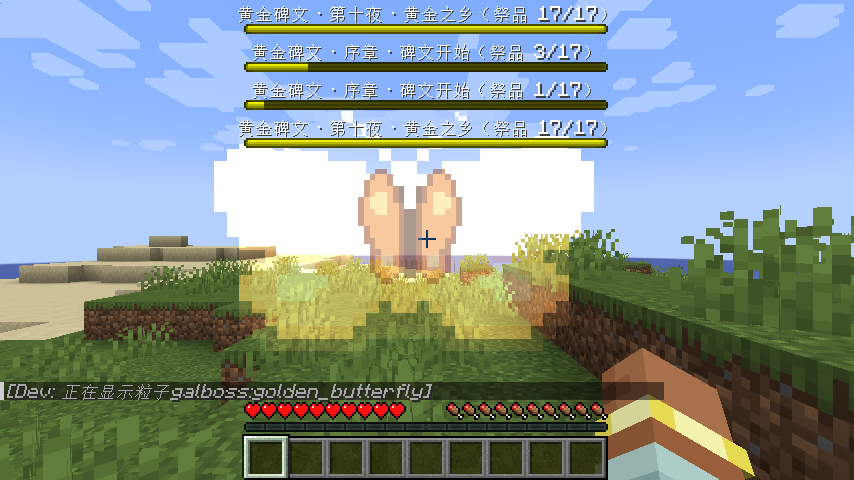 黄金碑文·第十夜·黄金之乡（祭品 17/17）
黄金碑文·序章·碑文开始（祭品 3/17）
黄金碑文·序章·碑文开始（祭品 1/17）
黄金碑文·第十夜·黄金之乡（祭品 17/17）
[Dev: 正在显示粒子galboss:golden_butterfly]